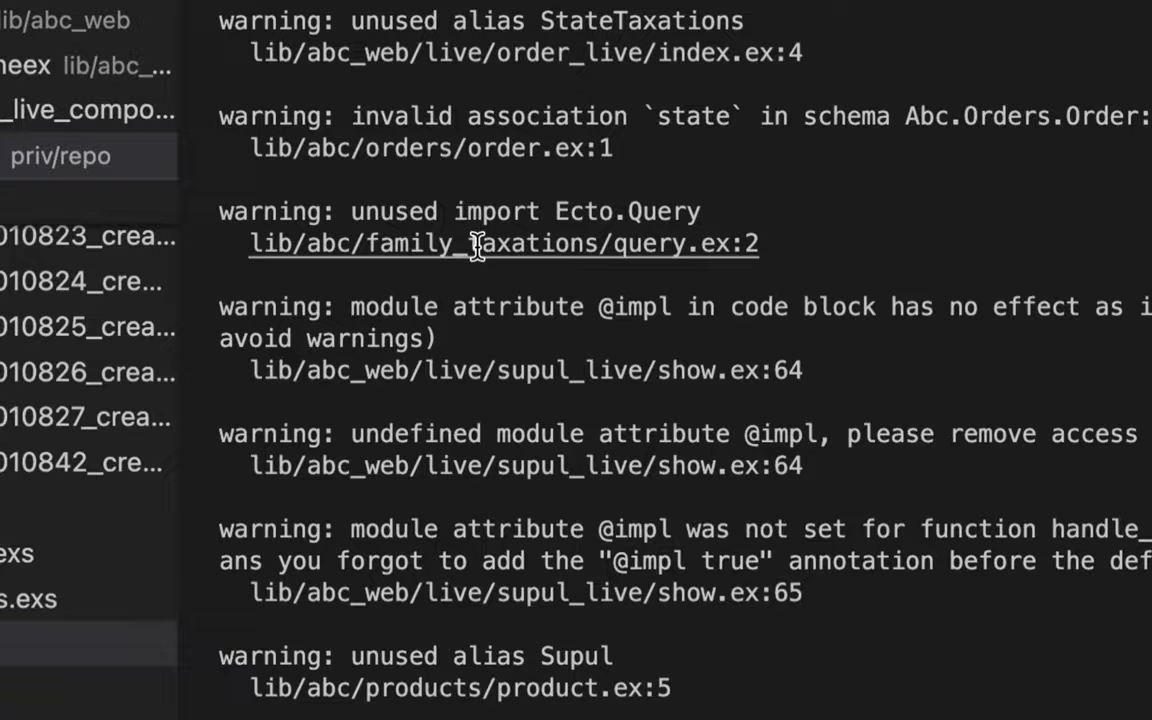 lib/abc_web
neex lib/abc_...
_live_compo...
priv/repo
010823_crea...
010824_cre...
010825_crea...
010826_crea...
010827_crea...
010842_cre...
exs
s.exs
warning: unused alias StateTaxations
lib/abc_web/live/order_live/index.ex:4
warning: invalid association `state` in schema Abc.Orders.Order:
lib/abc/orders/order.ex:1
warning: unused import Ecto.Query
lib/abc/family_taxations/query.ex:2
warning: module attribute @impl in code block has no effect as i
avoid warnings)
lib/abc_web/live/supul_live/show.ex:64
warning: undefined module attribute @impl, please remove access
lib/abc_web/live/supul_live/show.ex:64
warning: module attribute @impl was not set for function handle_
ans you forgot to add the "@impl true" annotation before the def
lib/abc_web/live/supul_live/show.ex:65
warning: unused alias Supul
lib/abc/products/product.ex:5